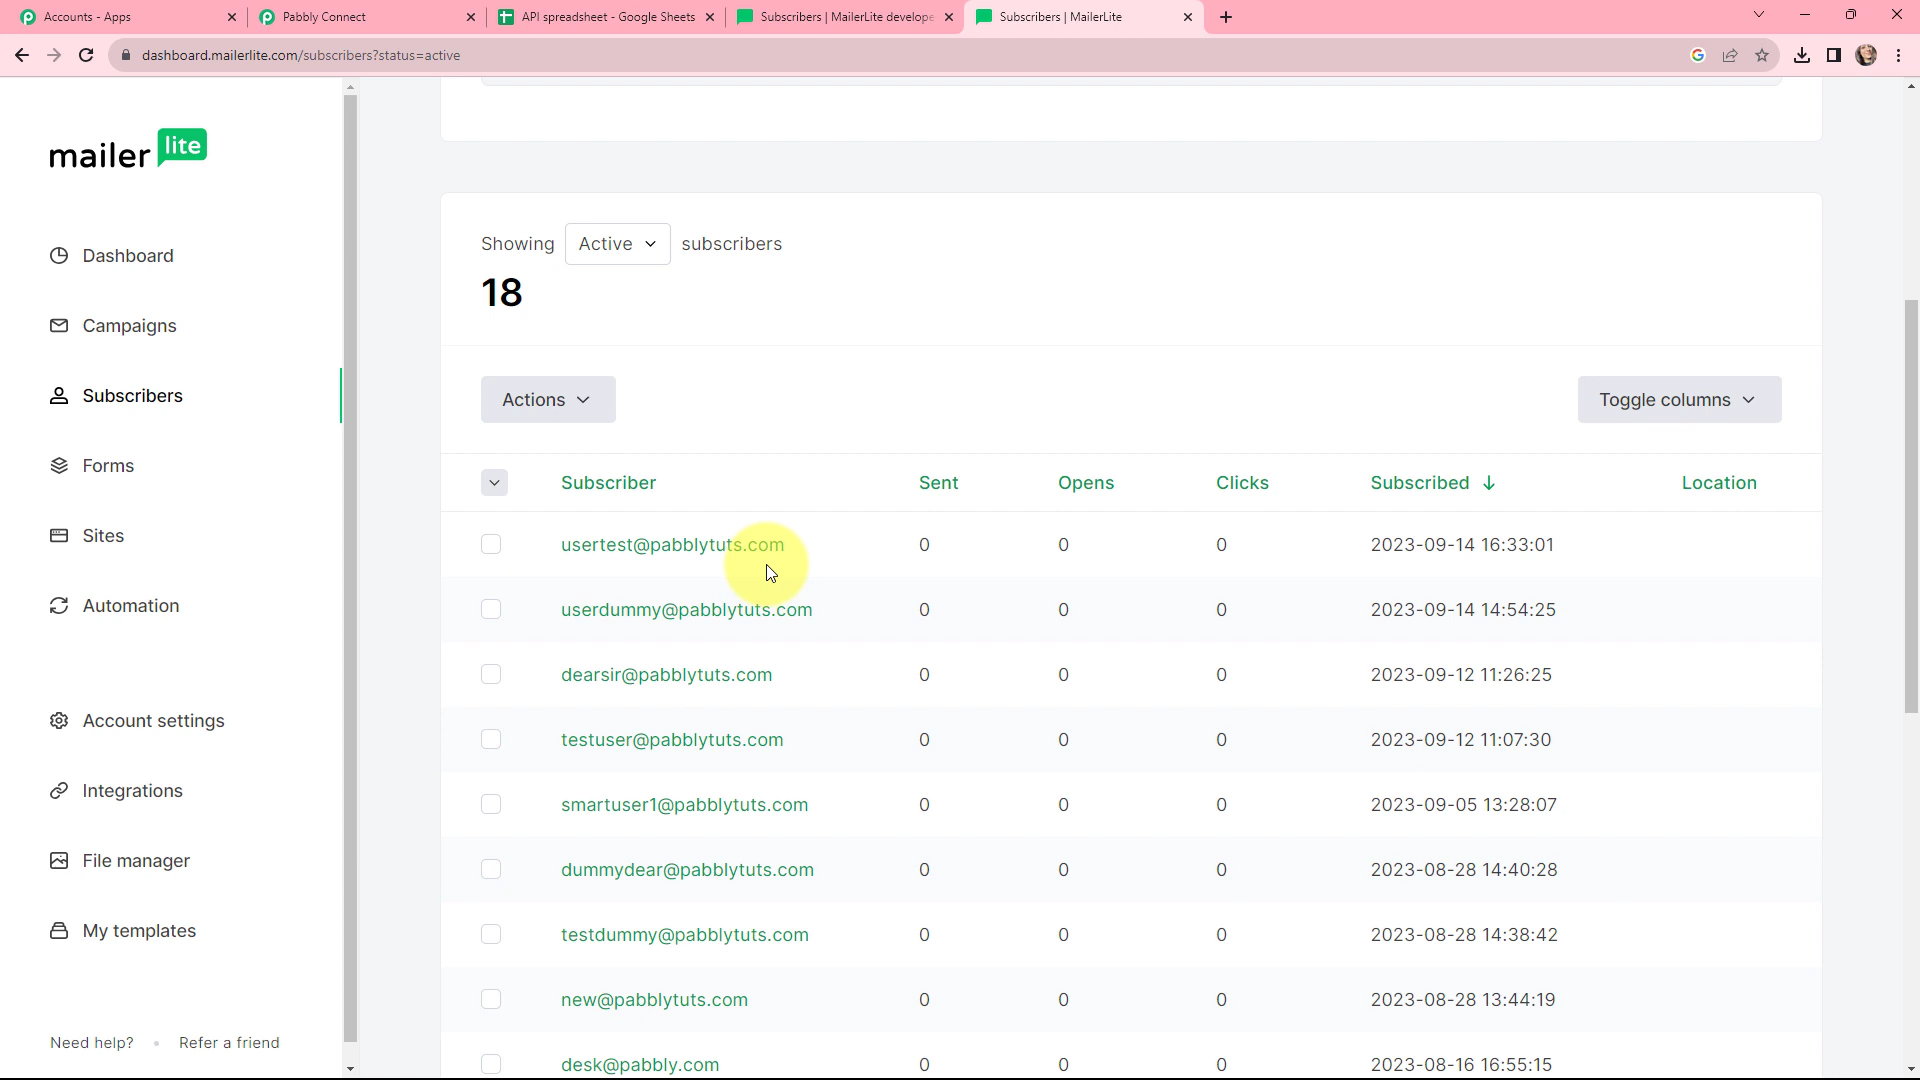 Accounts - Apps
Pabbly Connect
API spreadsheet - Google Sheets
Subscribers | MailerLite develope
Subscribers | MailerLite
dashboard.mailerlite.com/subscribers?status=active
mailer lite
Dashboard
Campaigns
Subscribers
Forms
Sites
Automation
Account settings
Integrations
File manager
My templates
Need help? • Refer a friend
Showing Active subscribers
18
Actions
Toggle columns
Subscriber Sent Opens Clicks Subscribed ↓ Location
usertest@pabblytuts.com 0 0 0 2023-09-14 16:33:01
userdummy@pabblytuts.com 0 0 0 2023-09-14 14:54:25
dearsir@pabblytuts.com 0 0 0 2023-09-12 11:26:25
testuser@pabblytuts.com 0 0 0 2023-09-12 11:07:30
smartuser1@pabblytuts.com 0 0 0 2023-09-05 13:28:07
dummydear@pabblytuts.com 0 0 0 2023-08-28 14:40:28
testdummy@pabblytuts.com 0 0 0 2023-08-28 14:38:42
new@pabblytuts.com 0 0 0 2023-08-28 13:44:19
desk@pabbly.com 0 0 0 2023-08-16 16:55:15